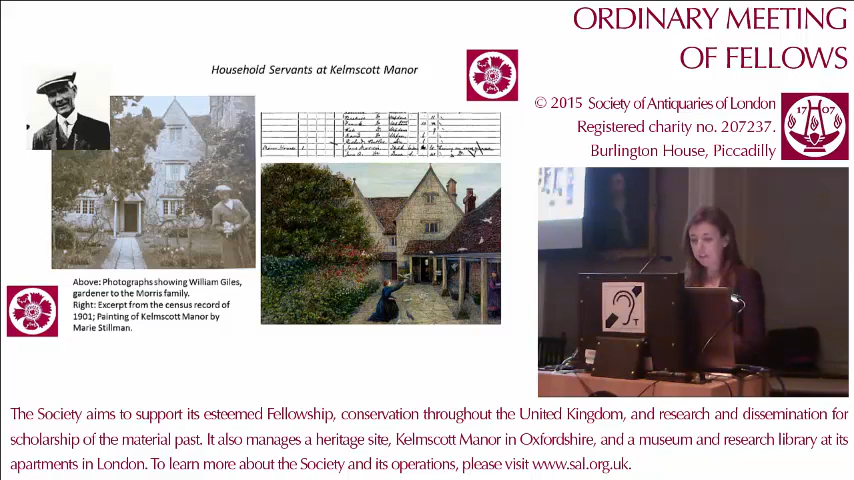 ORDINARY MEETING
OF FELLOWS
Household Servants at Kelmscott Manor
© 2015 Society of Antiquaries of London
Registered charity no. 207237.
Burlington House, Piccadilly
17 07
Above: Photographs showing William Giles,
gardener to the Morris family.
Right: Excerpt from the census record of
1901; Painting of Kelmscott Manor by
Marie Stillman.
T
The Society aims to support its esteemed Fellowship, conservation throughout the United Kingdom, and research and dissemination for
scholarship of the material past. It also manages a heritage site, Kelmscott Manor in Oxfordshire, and a museum and research library at its
apartments in London. To learn more about the Society and its operations, please visit www.sal.org.uk.